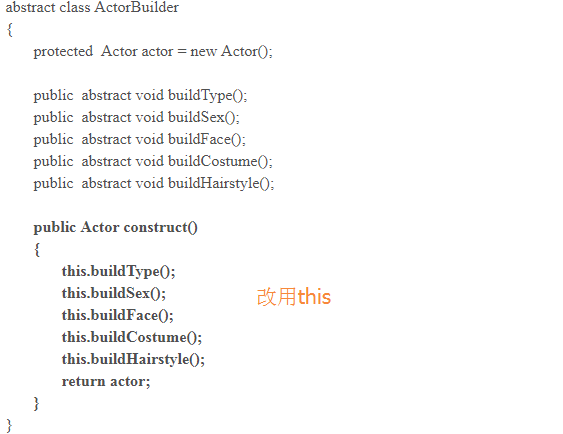 abstract class ActorBuilder
{
protected  Actor actor = new Actor();
public  abstract void buildType();
public  abstract void buildSex();
public  abstract void buildFace();
public  abstract void buildCostume();
public  abstract void buildHairstyle();
public Actor construct()
{
this.buildType();
this.buildSex();
改用this
this.buildFace();
this.buildCostume();
this.buildHairstyle();
return actor;
}
}